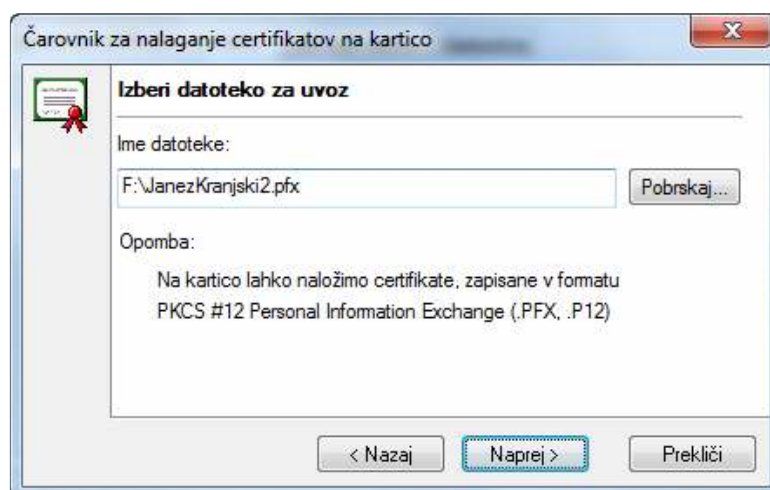 Čarovnik za nalaganje certifikatov na kartico
Izberi datoteko za uvoz
Ime datoteke:
F:\JanezKranjski2.pfx
Pobrskaj...
Opomba:
Na kartico lahko naložimo certifikate, zapisane v formatu
PKCS #12 Personal Information Exchange (.PFX, .P12)
< Nazaj
Naprej >
Prekliči